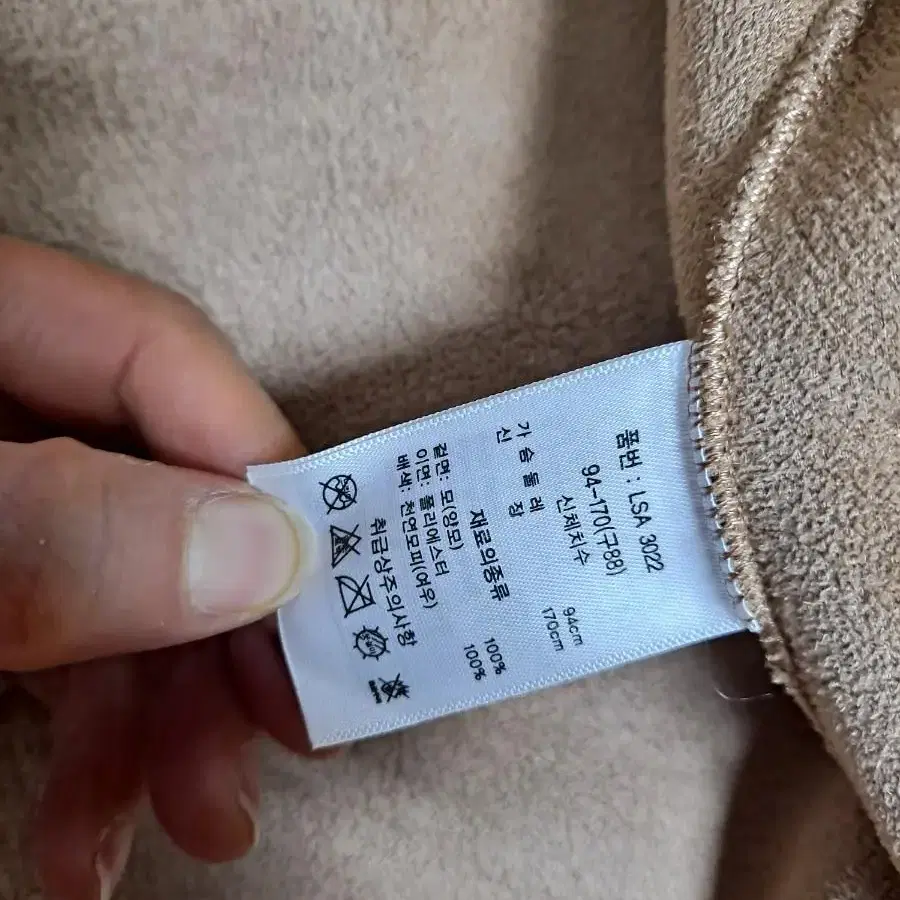 품번 : LSA 3022
94-170(구88)
신체치수
가슴둘레 94cm
신장 170cm
재료의종류
겉면: 모(양모) 100%
이면: 폴리에스터 100%
배색: 천연모피(여우)
취급상주의사항